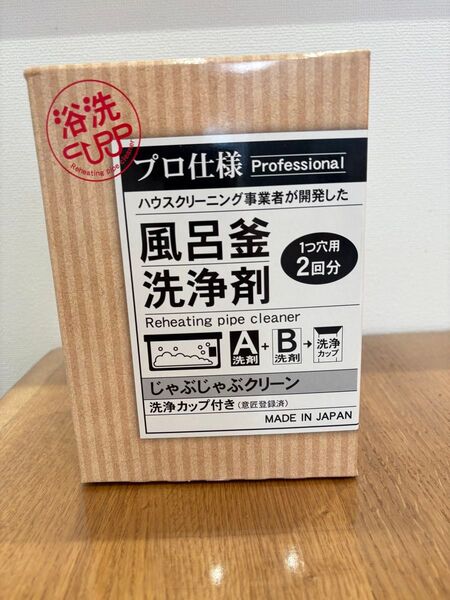 浴洗
CUPP
Reheating pipe cleaner
プロ仕様 Professional
ハウスクリーニング事業者が開発した
風呂釜
洗浄剤
1つ穴用
2回分
Reheating pipe cleaner
A洗剤 + B洗剤 → 洗浄カップ
じゃぶじゃぶクリーン
洗浄カップ付き(意匠登録済)
MADE IN JAPAN